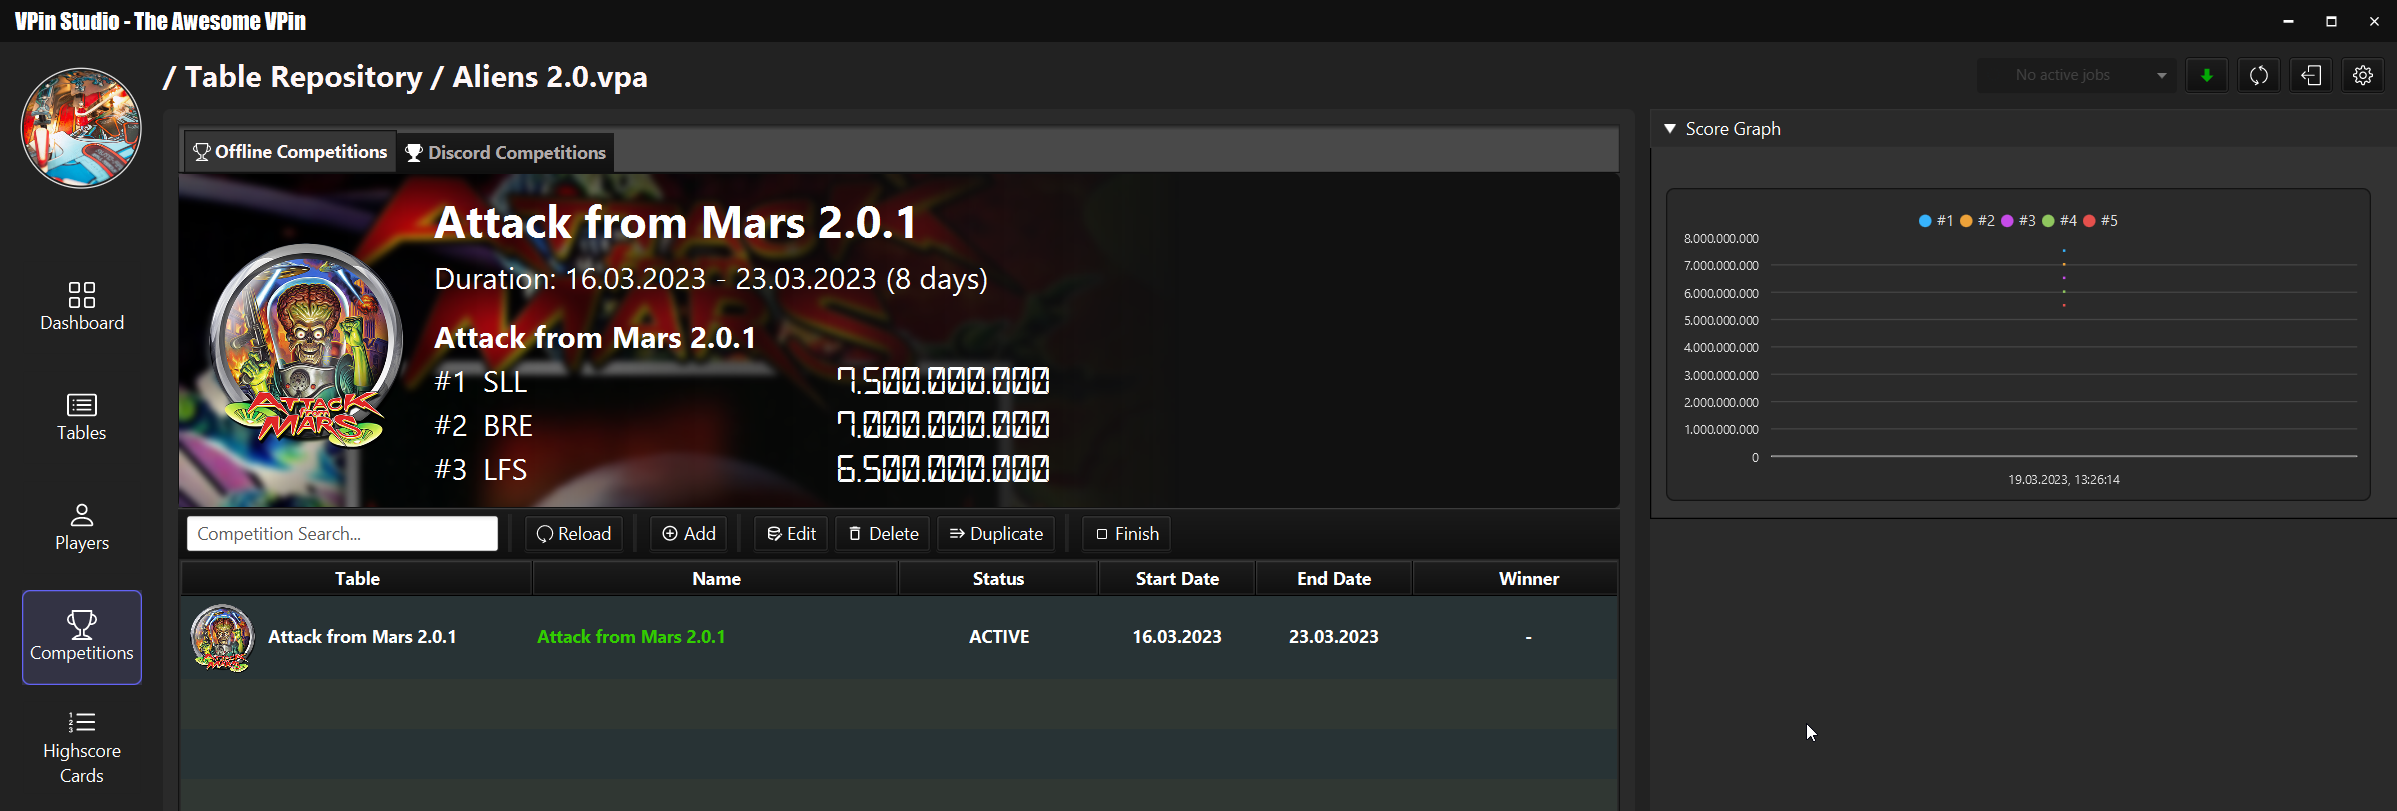 VPin Studio - The Awesome VPin
/ Table Repository / Aliens 2.0.vpa
No active jobs
Dashboard
Tables
Players
Competitions
1
2
3
Highscore
Cards
Offline Competitions
Discord Competitions
Attack from Mars 2.0.1
Duration: 16.03.2023 - 23.03.2023 (8 days)
ATTACK
from
MARS
Attack from Mars 2.0.1
#1 SLL 7.500.000.000
#2 BRE 7.000.000.000
#3 LFS 6.500.000.000
Competition Search...
Reload
Add
Edit
Delete
Duplicate
Finish
Table Name Status Start Date End Date Winner
Attack from Mars 2.0.1 Attack from Mars 2.0.1 ACTIVE 16.03.2023 23.03.2023 -
Score Graph
#1 #2 #3 #4 #5
8.000.000.000
7.000.000.000
6.000.000.000
5.000.000.000
4.000.000.000
3.000.000.000
2.000.000.000
1.000.000.000
0
19.03.2023, 13:26:14